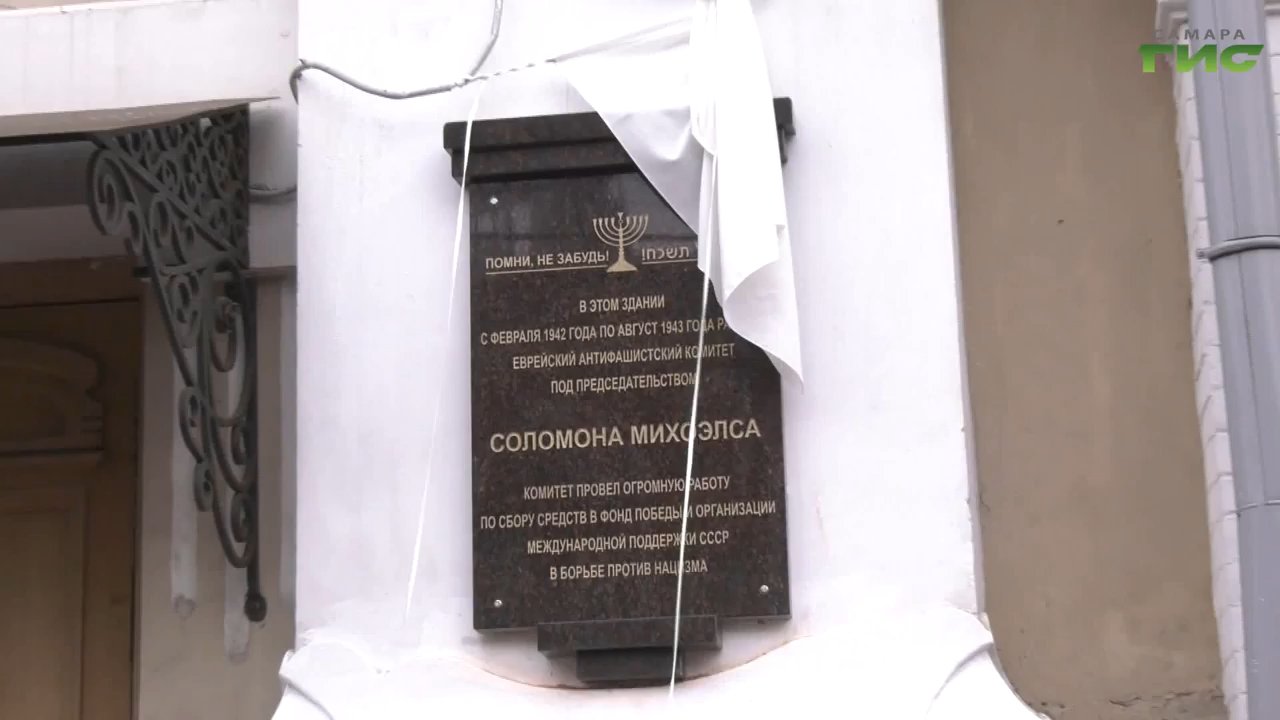 САМАРА
ГИС
ПОМНИ, НЕ ЗАБУДЬ! תשכח!
В ЭТОМ ЗДАНИИ
С ФЕВРАЛЯ 1942 ГОДА ПО АВГУСТ 1943 ГОДА
ЕВРЕЙСКИЙ АНТИФАШИСТСКИЙ КОМИТЕТ
ПОД ПРЕДСЕДАТЕЛЬСТВОМ
СОЛОМОНА МИХОЭЛСА
КОМИТЕТ ПРОВЕЛ ОГРОМНУЮ РАБОТУ
ПО СБОРУ СРЕДСТВ В ФОНД ПОБЕДЫ И ОРГАНИЗАЦИИ
МЕЖДУНАРОДНОЙ ПОДДЕРЖКИ СССР
В БОРЬБЕ ПРОТИВ НАЦИЗМА